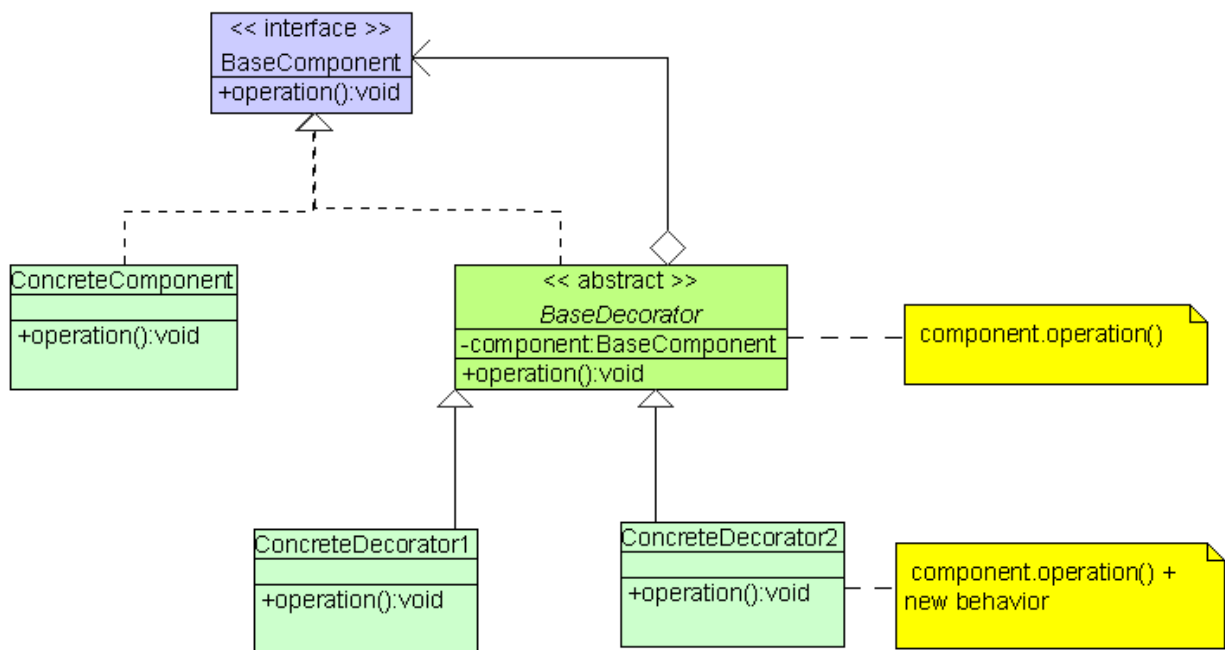 << interface >>
BaseComponent
+operation():void
ConcreteComponent
+operation():void
<< abstract >>
BaseDecorator
-component:BaseComponent
+operation():void
component.operation()
ConcreteDecorator1
+operation():void
ConcreteDecorator2
+operation():void
component.operation() +
new behavior